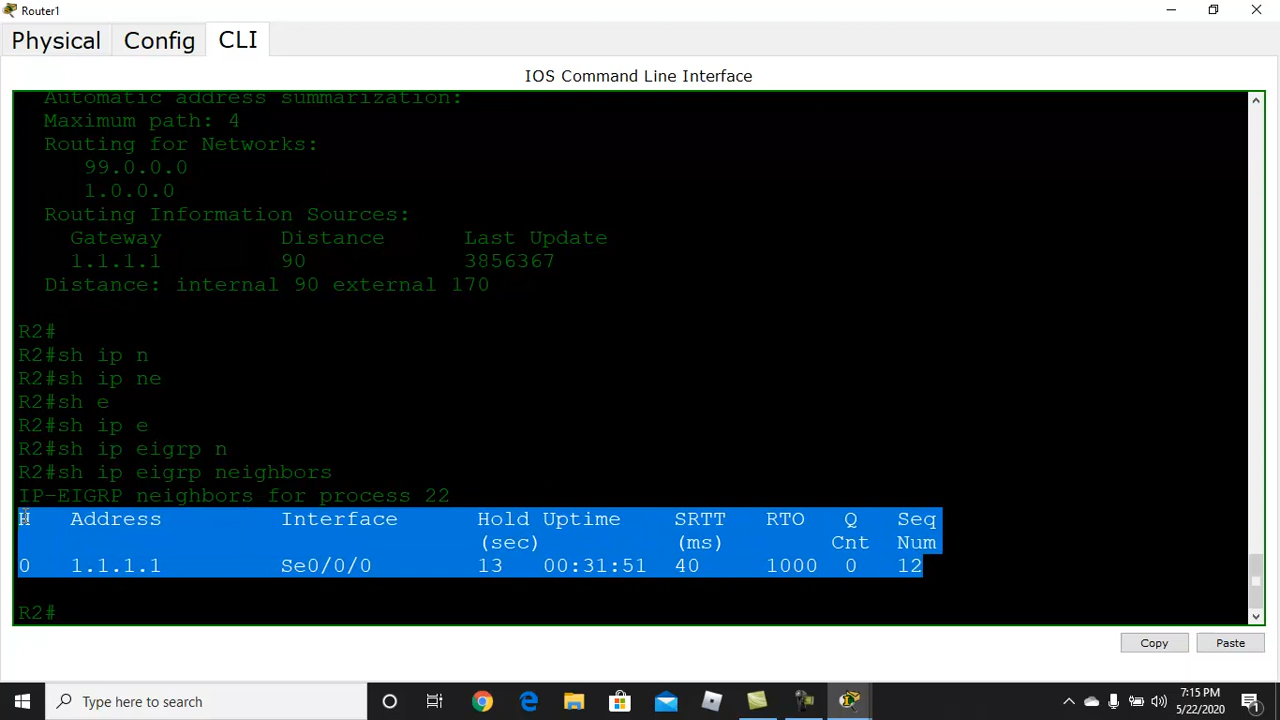 Router1
Physical Config CLI
IOS Command Line Interface
Automatic address summarization:
Maximum path: 4
Routing for Networks:
99.0.0.0
1.0.0.0
Routing Information Sources:
Gateway Distance Last Update
1.1.1.1 90 3856367
Distance: internal 90 external 170
R2#
R2#sh ip n
R2#sh ip ne
R2#sh e
R2#sh ip e
R2#sh ip eigrp n
R2#sh ip eigrp neighbors
IP-EIGRP neighbors for process 22
H Address Interface Hold Uptime SRTT RTO Q Seq
(sec) (ms) Cnt Num
0 1.1.1.1 Se0/0/0 13 00:31:51 40 1000 0 12
R2#
Copy Paste
Type here to search
7:15 PM
5/22/2020
1